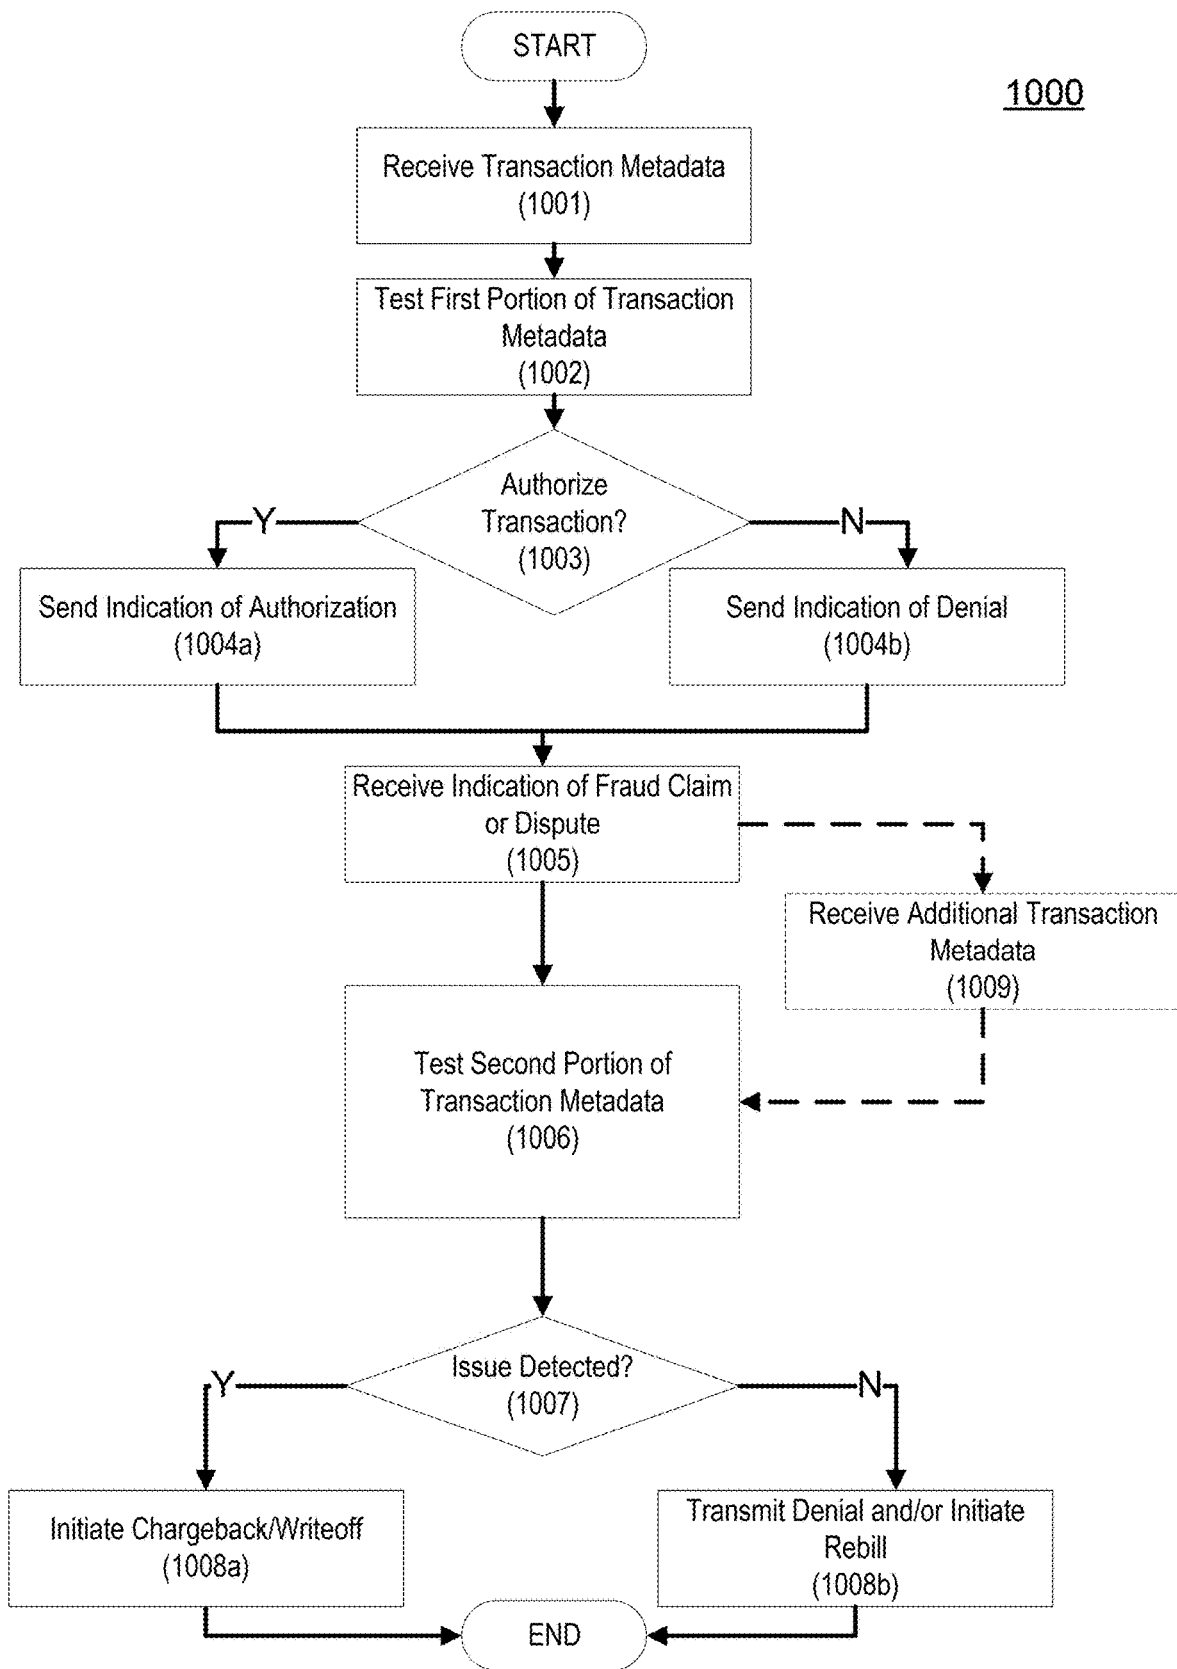 START
1000
Receive Transaction Metadata
(1001)
Test First Portion of Transaction
Metadata
(1002)
Authorize
Transaction?
(1003)
Y
N
Send Indication of Authorization
(1004a)
Send Indication of Denial
(1004b)
Receive Indication of Fraud Claim
or Dispute
(1005)
Receive Additional Transaction
Metadata
(1009)
Test Second Portion of
Transaction Metadata
(1006)
Issue Detected?
(1007)
Y
N
Initiate Chargeback/Writeoff
(1008a)
Transmit Denial and/or Initiate
Rebill
(1008b)
END